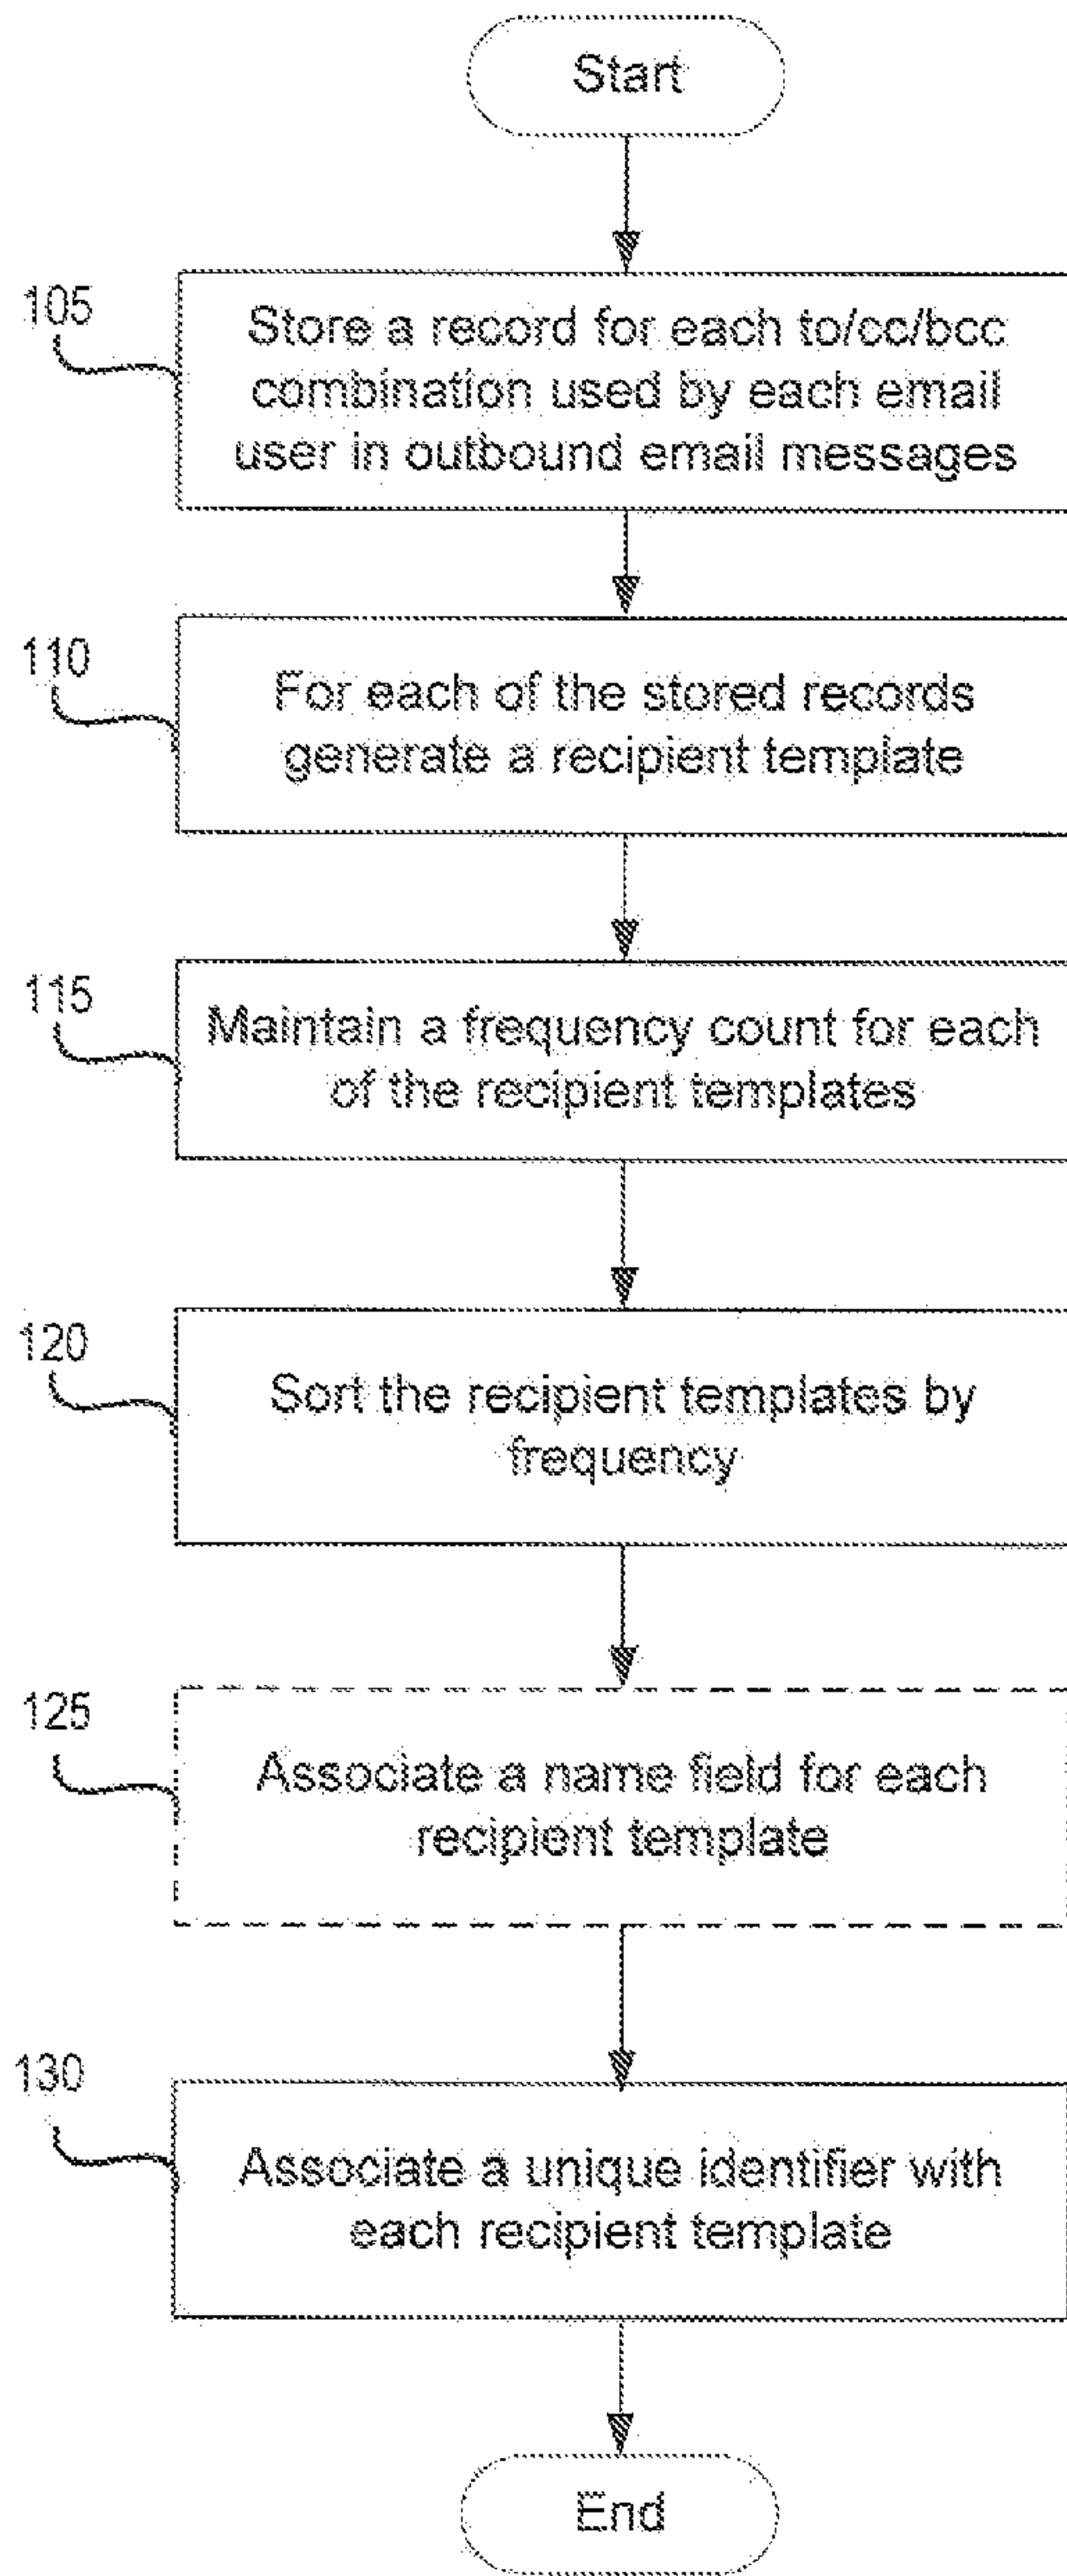 Start
105
Store a record for each to/cc/bcc
combination used by each email
user in outbound email messages
110
For each of the stored records
generate a recipient template
115
Maintain a frequency count for each
of the recipient templates
120
Sort the recipient templates by
frequency
125
Associate a name field for each
recipient template
130
Associate a unique identifier with
each recipient template
End